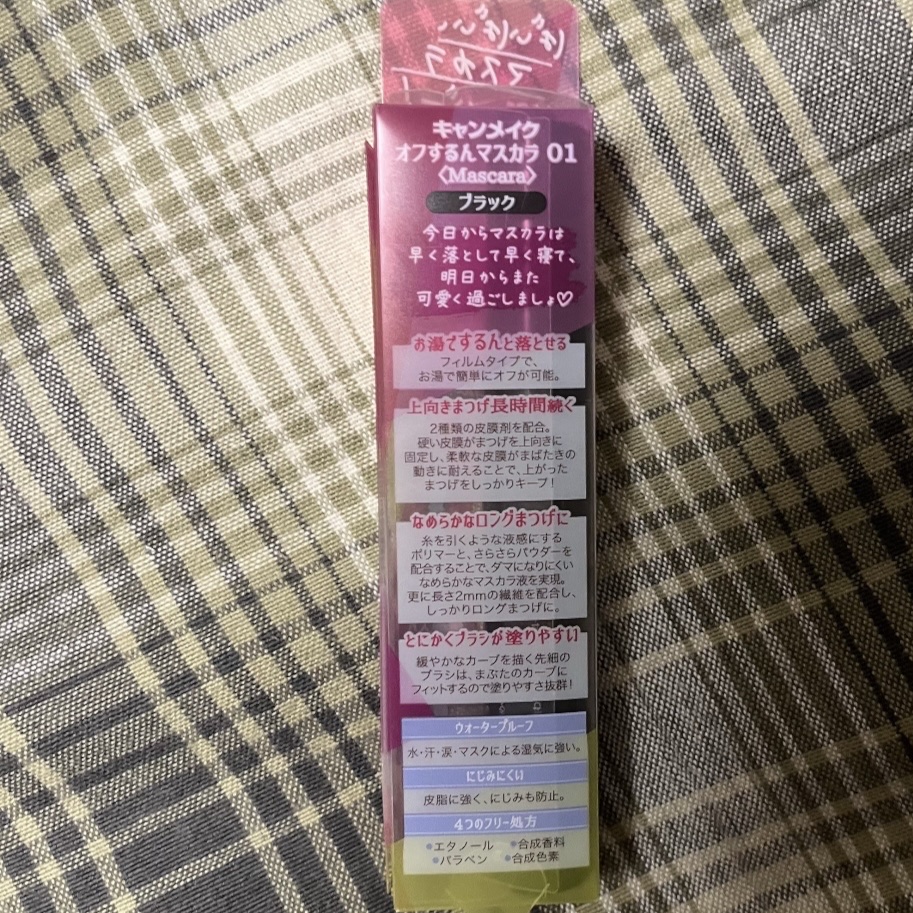 マスカラ
キャンメイク
オフするんマスカラ 01
〈Mascara〉
ブラック
今日からマスカラは
早く落として早く寝て、
明日からまた
可愛く過ごしましょ♡
お湯でするんと落とせる
フィルムタイプで、
お湯で簡単にオフが可能。
上向きまつげ長時間続く
2種類の皮膜剤を配合。
硬い皮膜がまつげを上向きに
固定し、柔軟な皮膜がまばたきの
動きに耐えることで、上がった
まつげをしっかりキープ!
なめらかなロングまつげに
糸を引くような液感にする
ポリマーと、さらさらパウダーを
配合することで、ダマになりにくい
なめらかなマスカラ液を実現。
更に長さ2mmの繊維を配合し、
しっかりロングまつげに。
とにかくブラシが塗りやすい
緩やかなカーブを描く先細の
ブラシは、まぶたのカーブに
フィットするので塗りやすさ抜群!
ウォータープルーフ
水・汗・涙・マスクによる湿気に強い。
にじみにくい
皮脂に強く、にじみも防止。
4つのフリー処方
●エタノール ●合成香料
●パラベン ●合成色素